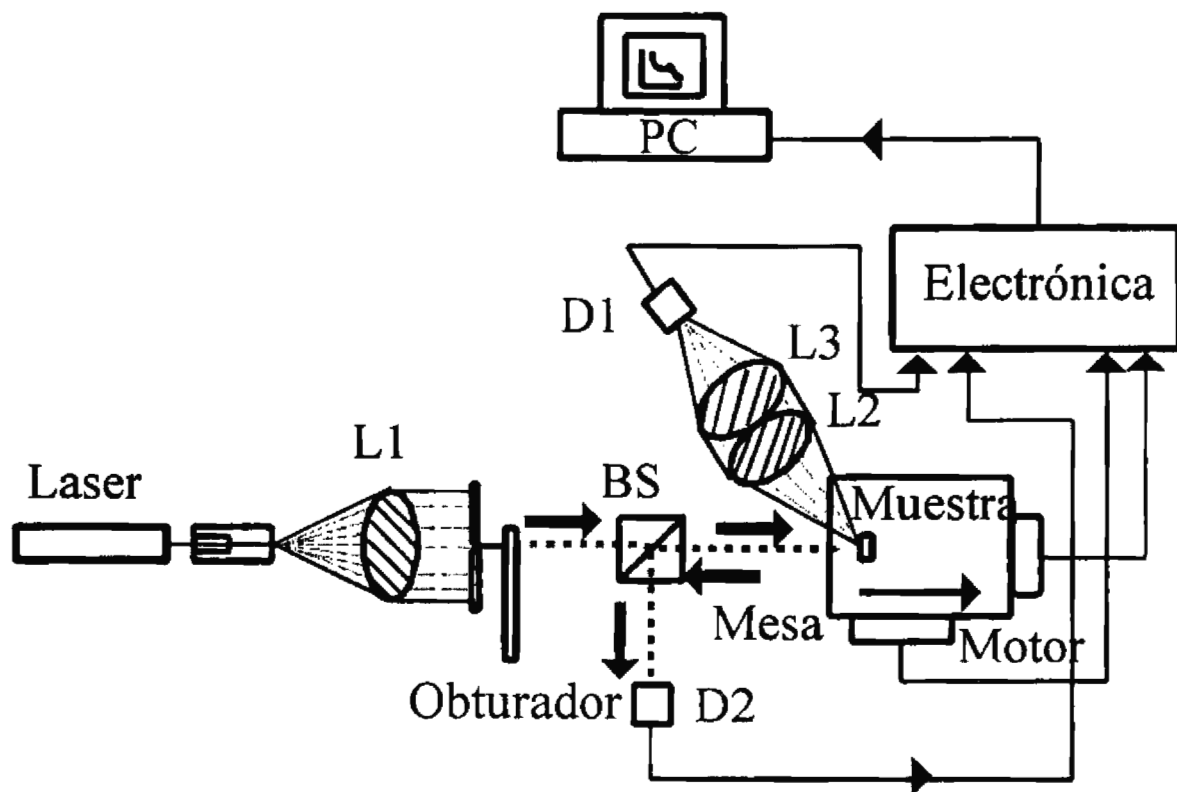 PC
Electrónica
D1
L3
L2
L1
Laser
BS
Muestra
Mesa
Motor
Obturador
D2